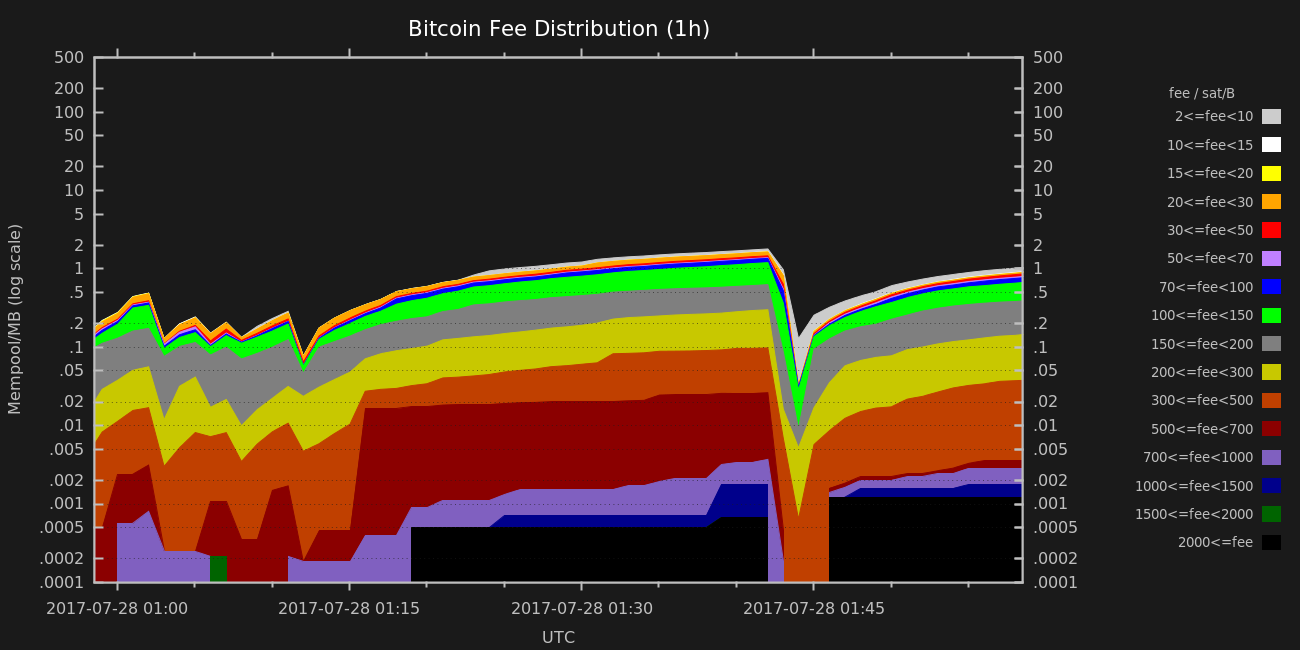 Bitcoin Fee Distribution (1h)
500 500
200 200
100 100
50 50
20 20
10 10
5 5
2 2
1 1
.5 .5
.2 .2
.1 .1
.05 .05
.02 .02
.01 .01
.005 .005
.002 .002
.001 .001
.0005 .0005
.0002 .0002
.0001 .0001
Mempool/MB (log scale)
2017-07-28 01:00 2017-07-28 01:15 2017-07-28 01:30 2017-07-28 01:45
UTC
fee / sat/B
2<=fee<10
10<=fee<15
15<=fee<20
20<=fee<30
30<=fee<50
50<=fee<70
70<=fee<100
100<=fee<150
150<=fee<200
200<=fee<300
300<=fee<500
500<=fee<700
700<=fee<1000
1000<=fee<1500
1500<=fee<2000
2000<=fee